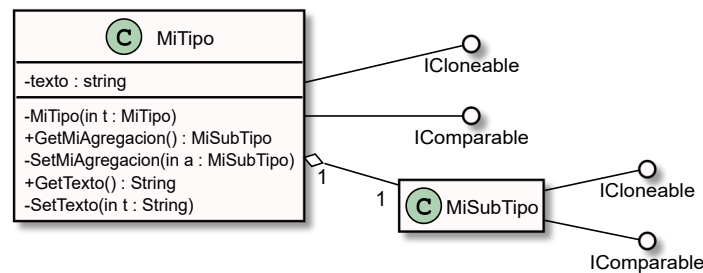 C MiTipo
-texto : string
-MiTipo(in t : MiTipo)
+GetMiAgregacion() : MiSubTipo
-SetMiAgregacion(in a : MiSubTipo)
+GetTexto() : String
-SetTexto(in t : String)
ICloneable
IComparable
1
1
C MiSubTipo
ICloneable
IComparable